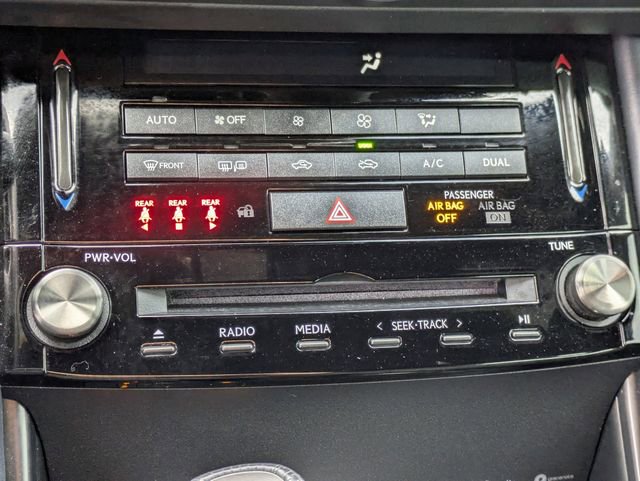 AUTO OFF
FRONT A/C DUAL
REAR REAR REAR
PASSENGER
AIR BAG AIR BAG
OFF ON
PWR•VOL TUNE
RADIO MEDIA < SEEK•TRACK >